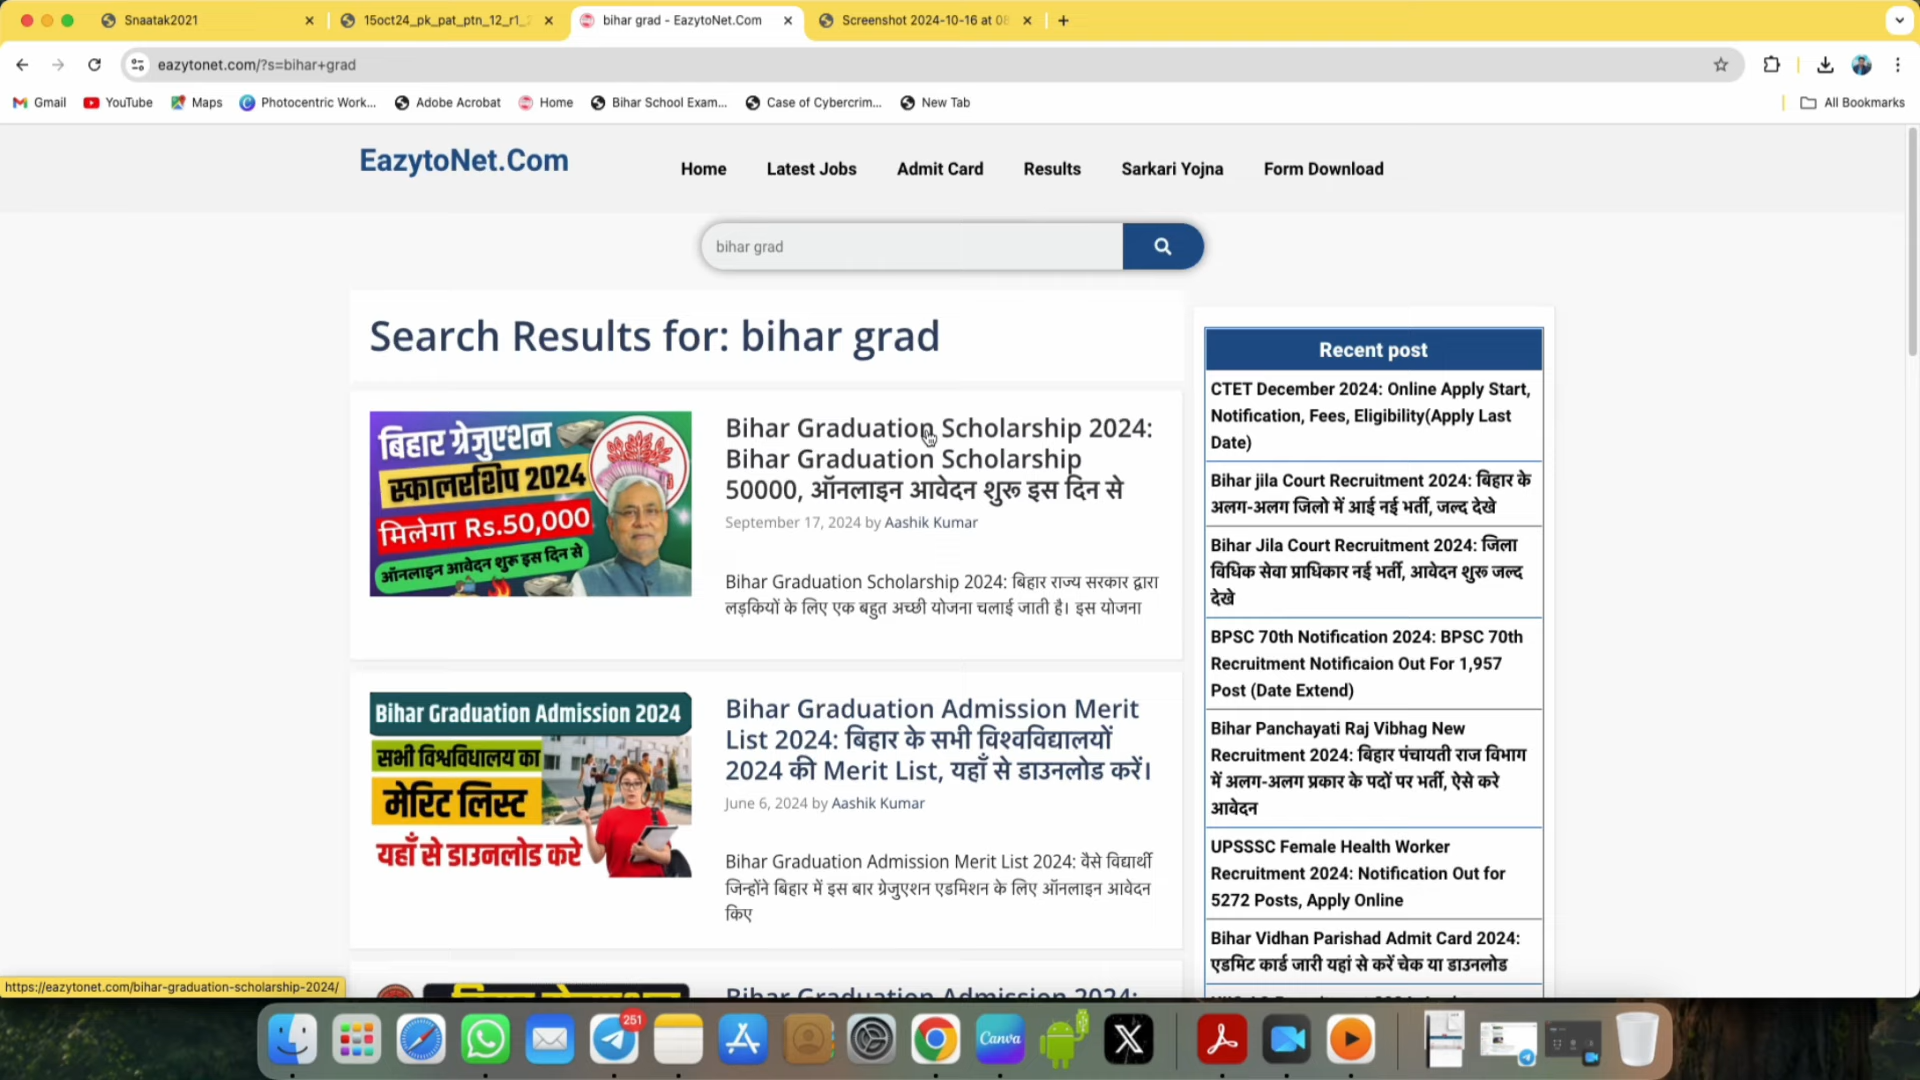 Snaatak2021
15oct24_pk_pat_ptn_12_r1_
bihar grad - EazytoNet.Com
Screenshot 2024-10-16 at 08
eazytonet.com/?s=bihar+grad
Gmail
YouTube
Maps
Photocentric Work...
Adobe Acrobat
Home
Bihar School Exam...
Case of Cybercrim...
New Tab
All Bookmarks
EazytoNet.Com
Home
Latest Jobs
Admit Card
Results
Sarkari Yojna
Form Download
bihar grad
Search Results for: bihar grad
बिहार ग्रेजुएशन
स्कालरशिप 2024
मिलेगा Rs.50,000
ऑनलाइन आवेदन शुरू इस दिन से
Bihar Graduation Scholarship 2024:
Bihar Graduation Scholarship
50000, ऑनलाइन आवेदन शुरू इस दिन से
September 17, 2024 by Aashik Kumar
Bihar Graduation Scholarship 2024: बिहार राज्य सरकार द्वारा
लड़कियों के लिए एक बहुत अच्छी योजना चलाई जाती है। इस योजना
Bihar Graduation Admission 2024
सभी विश्वविधालय का
मेरिट लिस्ट
यहाँ से डाउनलोड करे
Bihar Graduation Admission Merit
List 2024: बिहार के सभी विश्वविद्यालयों
2024 की Merit List, यहाँ से डाउनलोड करें।
June 6, 2024 by Aashik Kumar
Bihar Graduation Admission Merit List 2024: वैसे विद्यार्थी
जिन्होंने बिहार में इस बार ग्रेजुएशन एडमिशन के लिए ऑनलाइन आवेदन
किए
Bihar Graduation Admission 2024:
Recent post
CTET December 2024: Online Apply Start,
Notification, Fees, Eligibility(Apply Last
Date)
Bihar jila Court Recruitment 2024: बिहार के
अलग-अलग जिलो में आई नई भर्ती, जल्द देखे
Bihar Jila Court Recruitment 2024: जिला
विधिक सेवा प्राधिकार नई भर्ती, आवेदन शुरू जल्द
देखे
BPSC 70th Notification 2024: BPSC 70th
Recruitment Notificaion Out For 1,957
Post (Date Extend)
Bihar Panchayati Raj Vibhag New
Recruitment 2024: बिहार पंचायती राज विभाग
में अलग-अलग प्रकार के पदों पर भर्ती, ऐसे करे
आवेदन
UPSSSC Female Health Worker
Recruitment 2024: Notification Out for
5272 Posts, Apply Online
Bihar Vidhan Parishad Admit Card 2024:
एडमिट कार्ड जारी यहां से करें चेक या डाउनलोड
https://eazytonet.com/bihar-graduation-scholarship-2024/
251
Canva